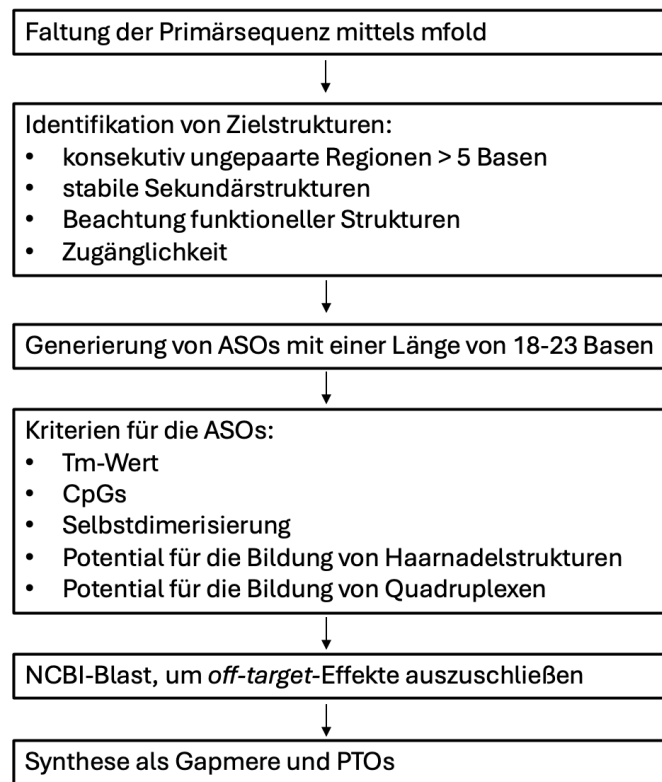 Faltung der Primärsequenz mittels mfold
Identifikation von Zielstrukturen:
• konsekutiv ungepaarte Regionen > 5 Basen
• stabile Sekundärstrukturen
• Beachtung funktioneller Strukturen
• Zugänglichkeit
Generierung von ASOs mit einer Länge von 18-23 Basen
Kriterien für die ASOs:
• Tm-Wert
• CpGs
• Selbstdimerisierung
• Potential für die Bildung von Haarnadelstrukturen
• Potential für die Bildung von Quadruplexen
NCBI-Blast, um off-target-Effekte auszuschließen
Synthese als Gapmere und PTOs